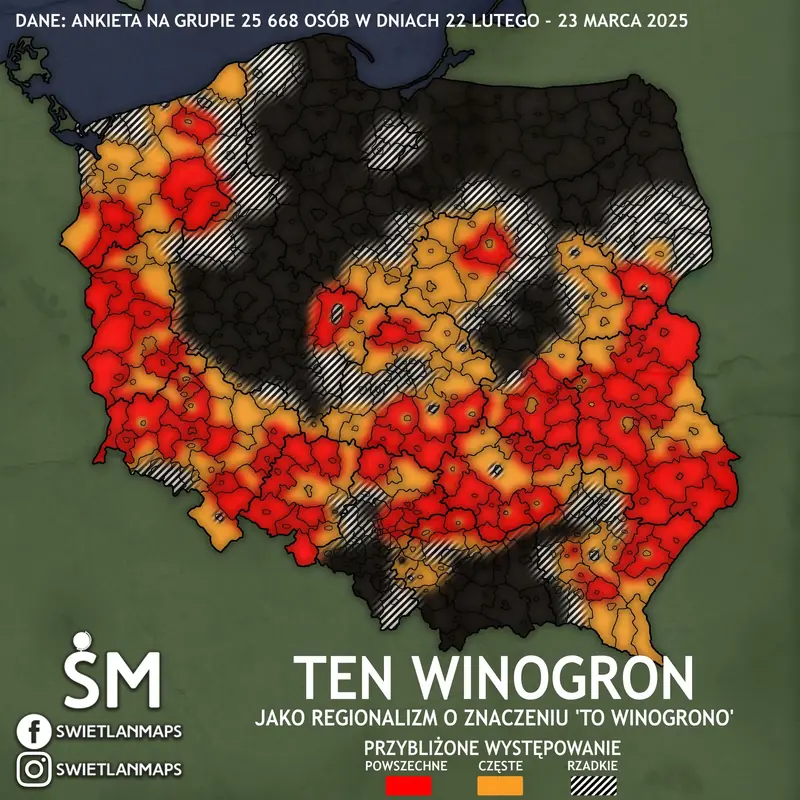 DANE: ANKIETA NA GRUPIE 25 668 OSÓB W DNIACH 22 LUTEGO - 23 MARCA 2025
ŚM
SWIETLANMAPS
SWIETLANMAPS
TEN WINOGRON
JAKO REGIONALIZM O ZNACZENIU 'TO WINOGRONO'
PRZYBLIŻONE WYSTĘPOWANIE
POWSZECHNE CZĘSTE RZADKIE